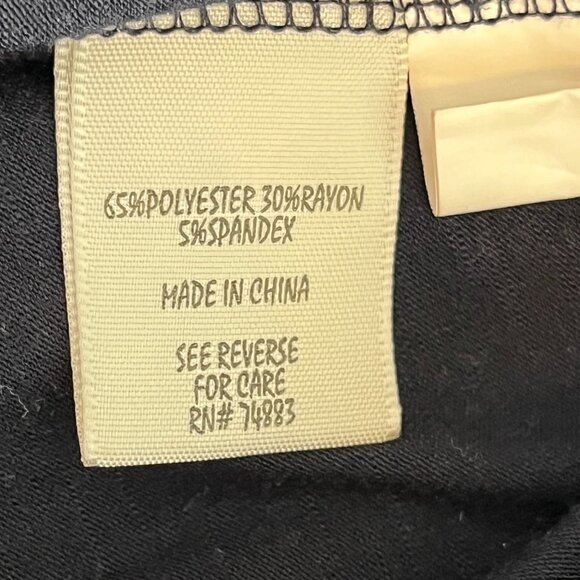 65%POLYESTER 30%RAYON
5%SPANDEX
MADE IN CHINA
SEE REVERSE
FOR CARE
RN# 74883